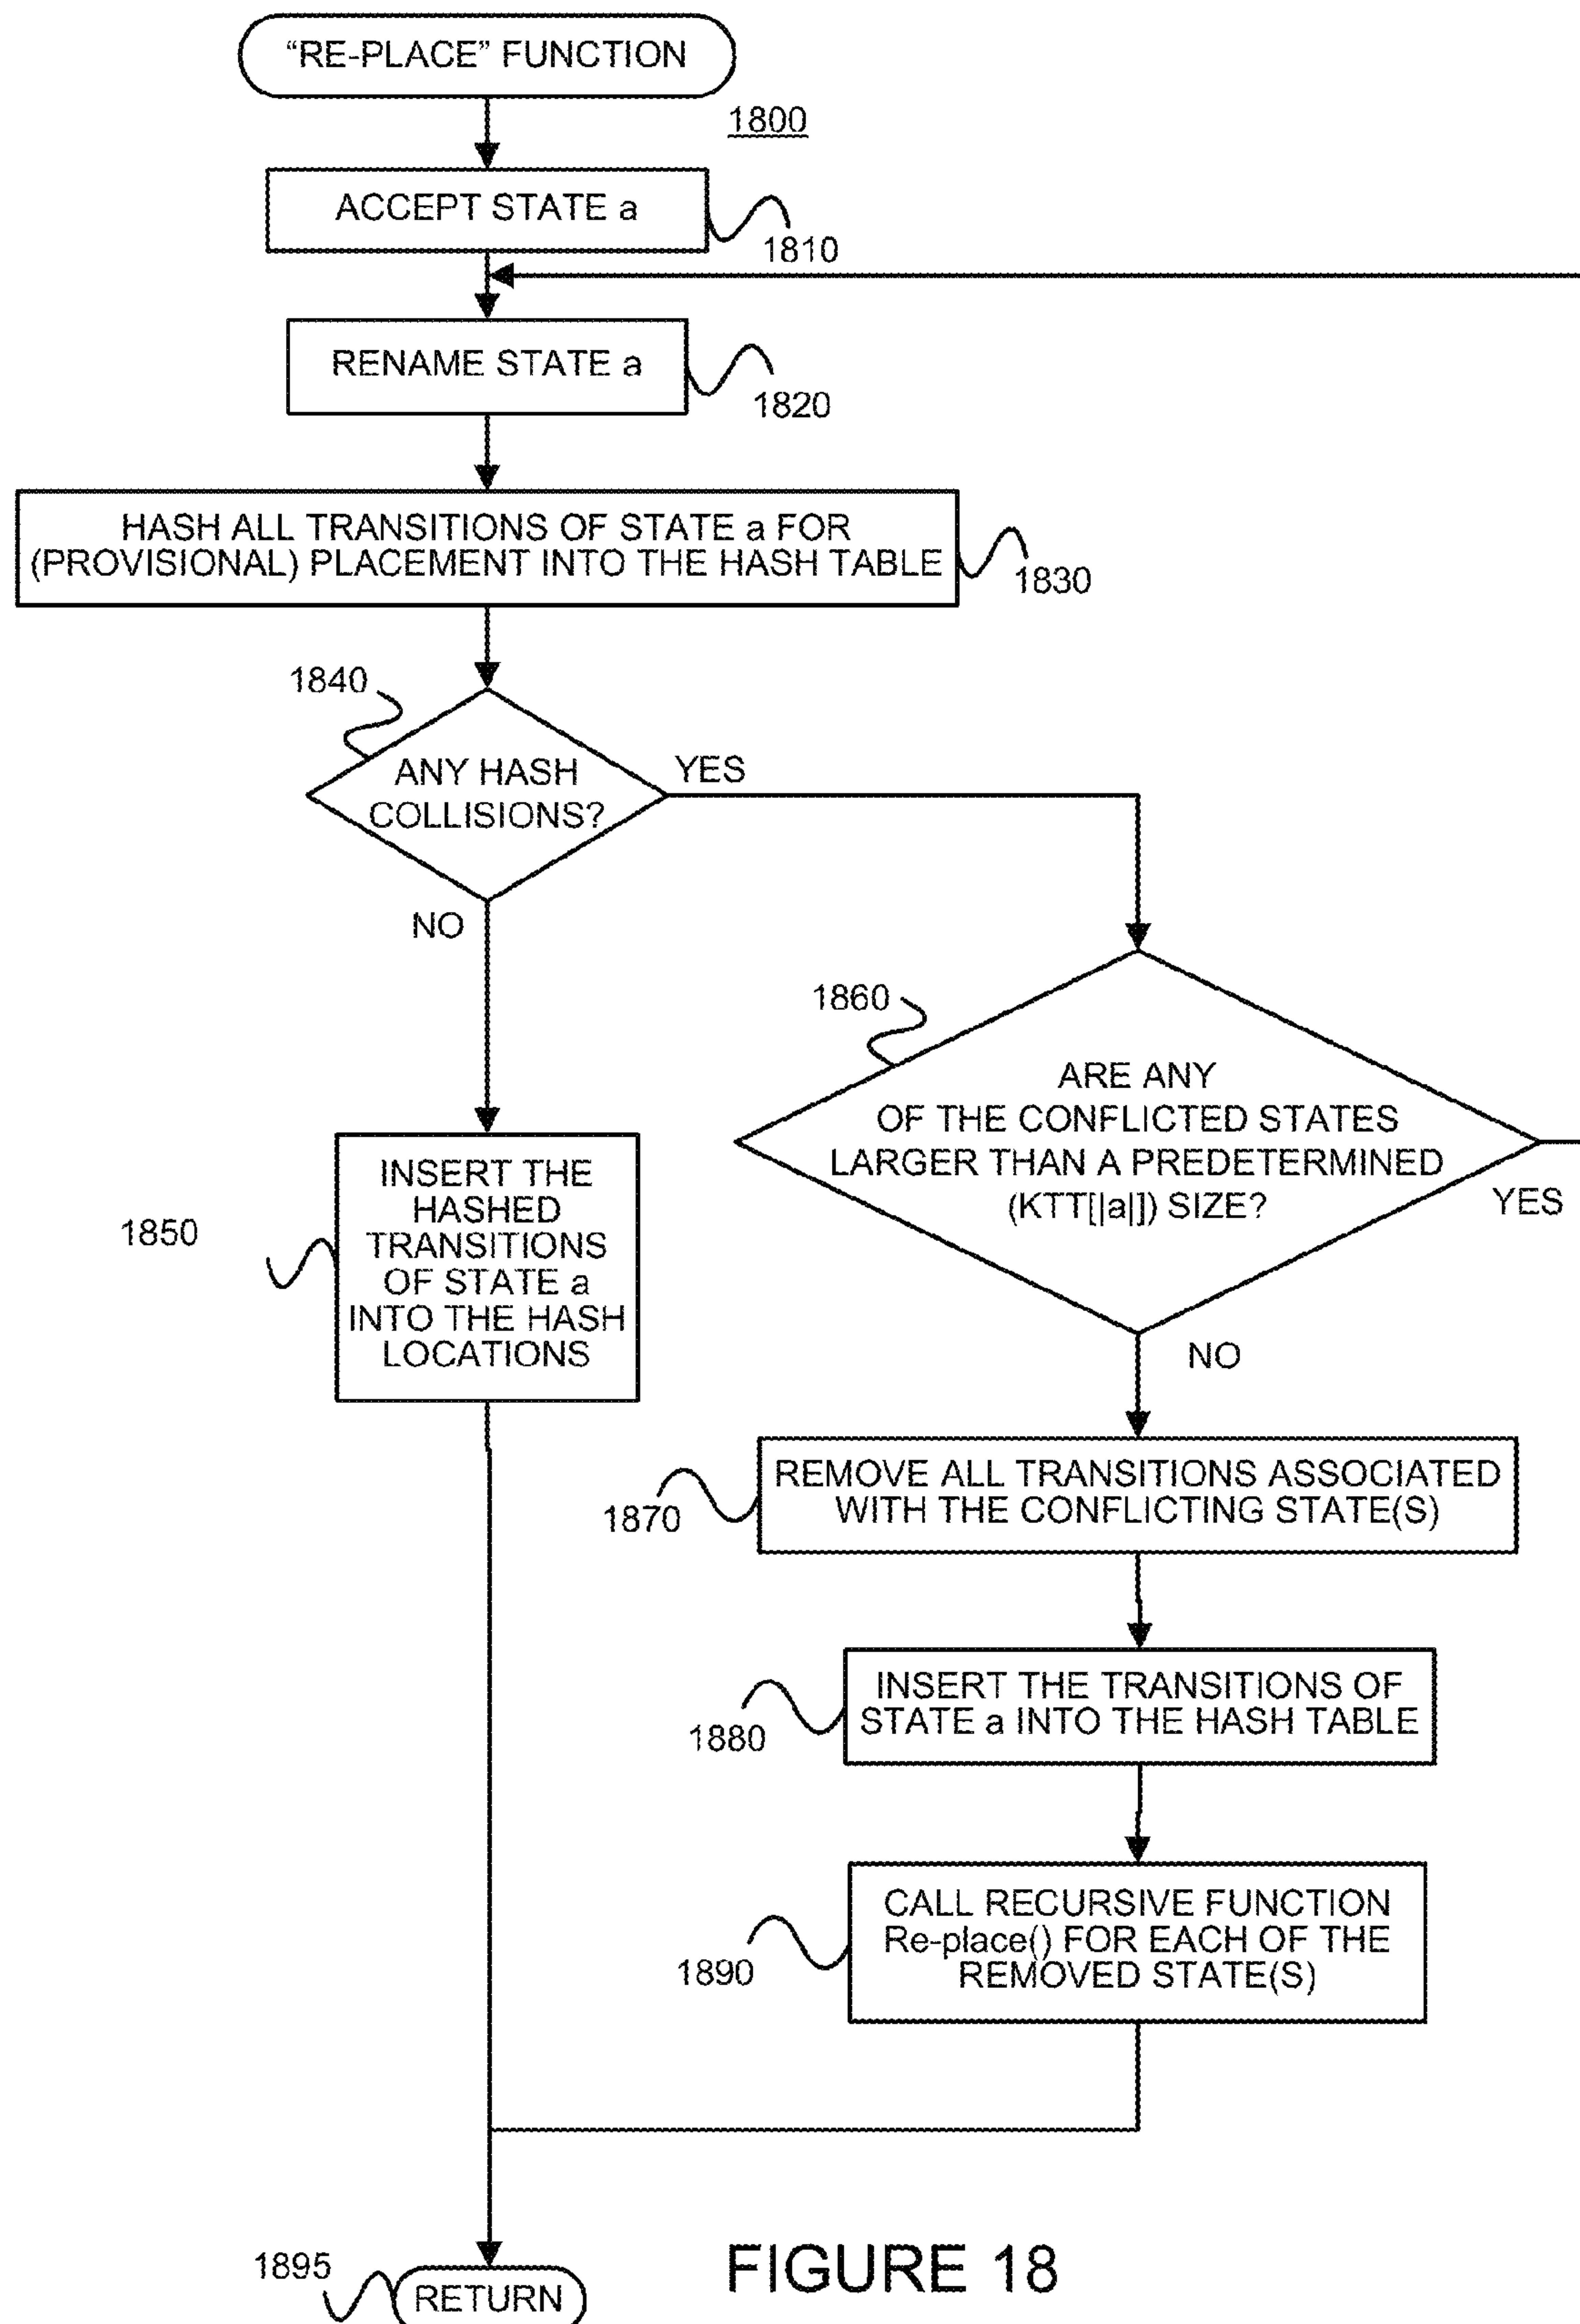 “RE-PLACE” FUNCTION
1800
ACCEPT STATE a
1810
RENAME STATE a
1820
HASH ALL TRANSITIONS OF STATE a FOR
(PROVISIONAL) PLACEMENT INTO THE HASH TABLE
1830
1840
ANY HASH
COLLISIONS?
YES
NO
1860
ARE ANY
OF THE CONFLICTED STATES
LARGER THAN A PREDETERMINED
(KTT[|a|]) SIZE?
YES
NO
1850
INSERT THE
HASHED
TRANSITIONS
OF STATE a
INTO THE HASH
LOCATIONS
REMOVE ALL TRANSITIONS ASSOCIATED
WITH THE CONFLICTING STATE(S)
1870
INSERT THE TRANSITIONS OF
STATE a INTO THE HASH TABLE
1880
CALL RECURSIVE FUNCTION
Re-place() FOR EACH OF THE
REMOVED STATE(S)
1890
1895
RETURN
FIGURE 18